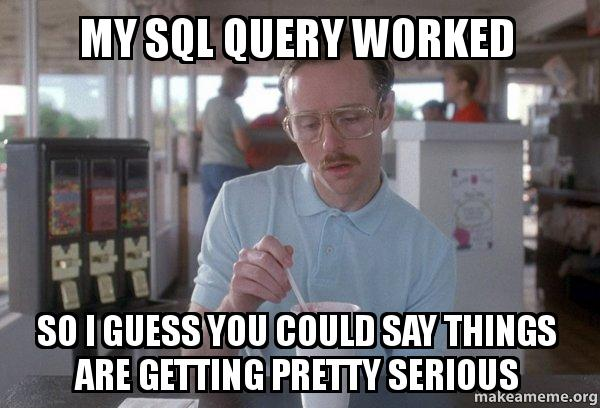 MY SQL QUERY WORKED
SO I GUESS YOU COULD SAY THINGS
ARE GETTING PRETTY SERIOUS
makeameme.org